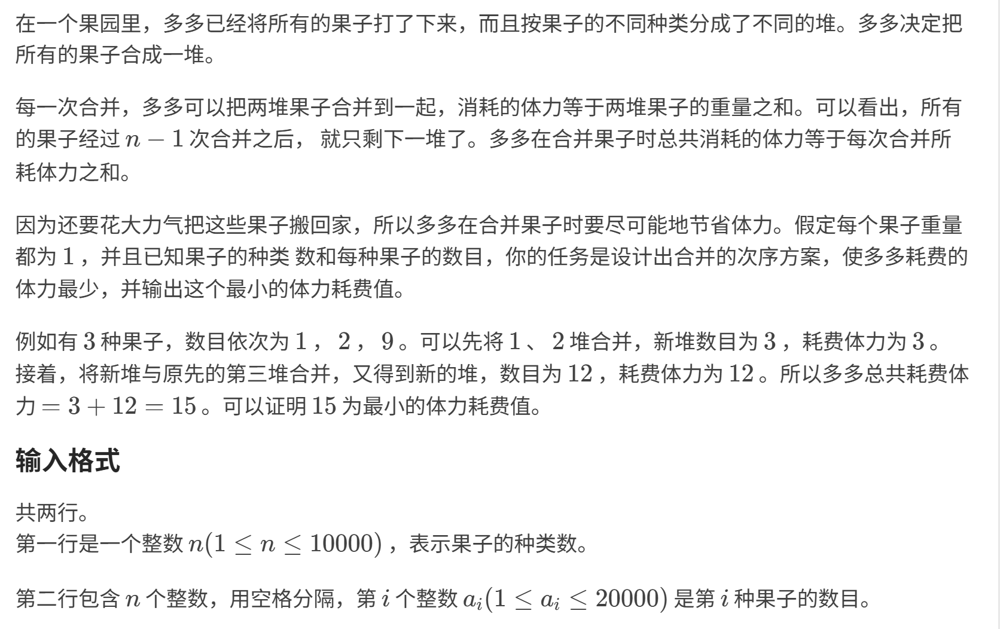 在一个果园里，多多已经将所有的果子打了下来，而且按果子的不同种类分成了不同的堆。多多决定把
所有的果子合成一堆。
每一次合并，多多可以把两堆果子合并到一起，消耗的体力等于两堆果子的重量之和。可以看出，所有
的果子经过 n − 1 次合并之后， 就只剩下一堆了。多多在合并果子时总共消耗的体力等于每次合并所
耗体力之和。
因为还要花大力气把这些果子搬回家，所以多多在合并果子时要尽可能地节省体力。假定每个果子重量
都为 1 ，并且已知果子的种类 数和每种果子的数目，你的任务是设计出合并的次序方案，使多多耗费的
体力最少，并输出这个最小的体力耗费值。
例如有 3 种果子，数目依次为 1 ， 2 ， 9 。可以先将 1 、 2 堆合并，新堆数目为 3 ，耗费体力为 3 。
接着，将新堆与原先的第三堆合并，又得到新的堆，数目为 12 ，耗费体力为 12 。所以多多总共耗费体
力 = 3 + 12 = 15 。可以证明 15 为最小的体力耗费值。
输入格式
共两行。
第一行是一个整数 n(1 ≤ n ≤ 10000) ，表示果子的种类数。
第二行包含 n 个整数，用空格分隔，第 i 个整数 aᵢ(1 ≤ aᵢ ≤ 20000) 是第 i 种果子的数目。